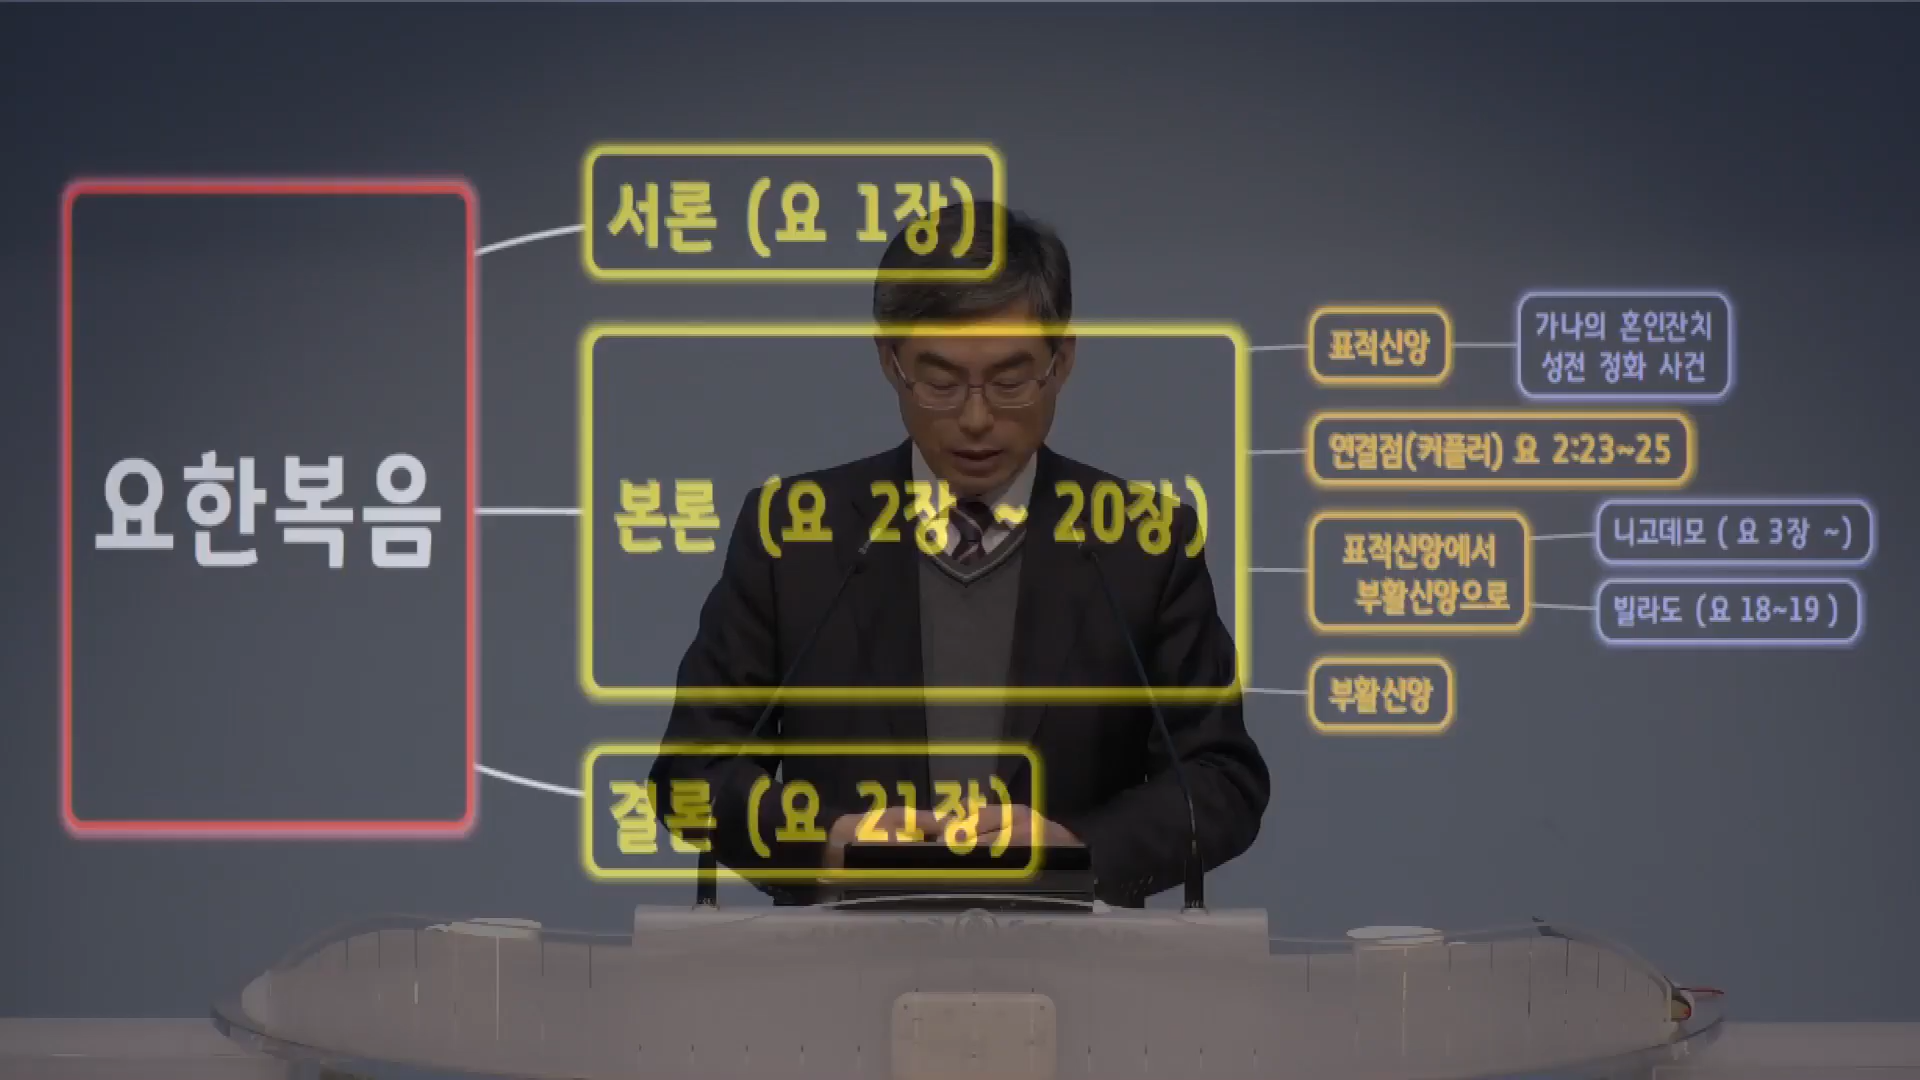 요한복음
서론 (요 1장)
본론 (요 2장 ~ 20장)
결론 (요 21장)
표적신앙
가나의 혼인잔치
성전 정화 사건
연결점(커플러) 요 2:23~25
표적신앙에서
부활신앙으로
니고데모 ( 요 3장 ~)
빌라도 (요 18~19 )
부활신앙